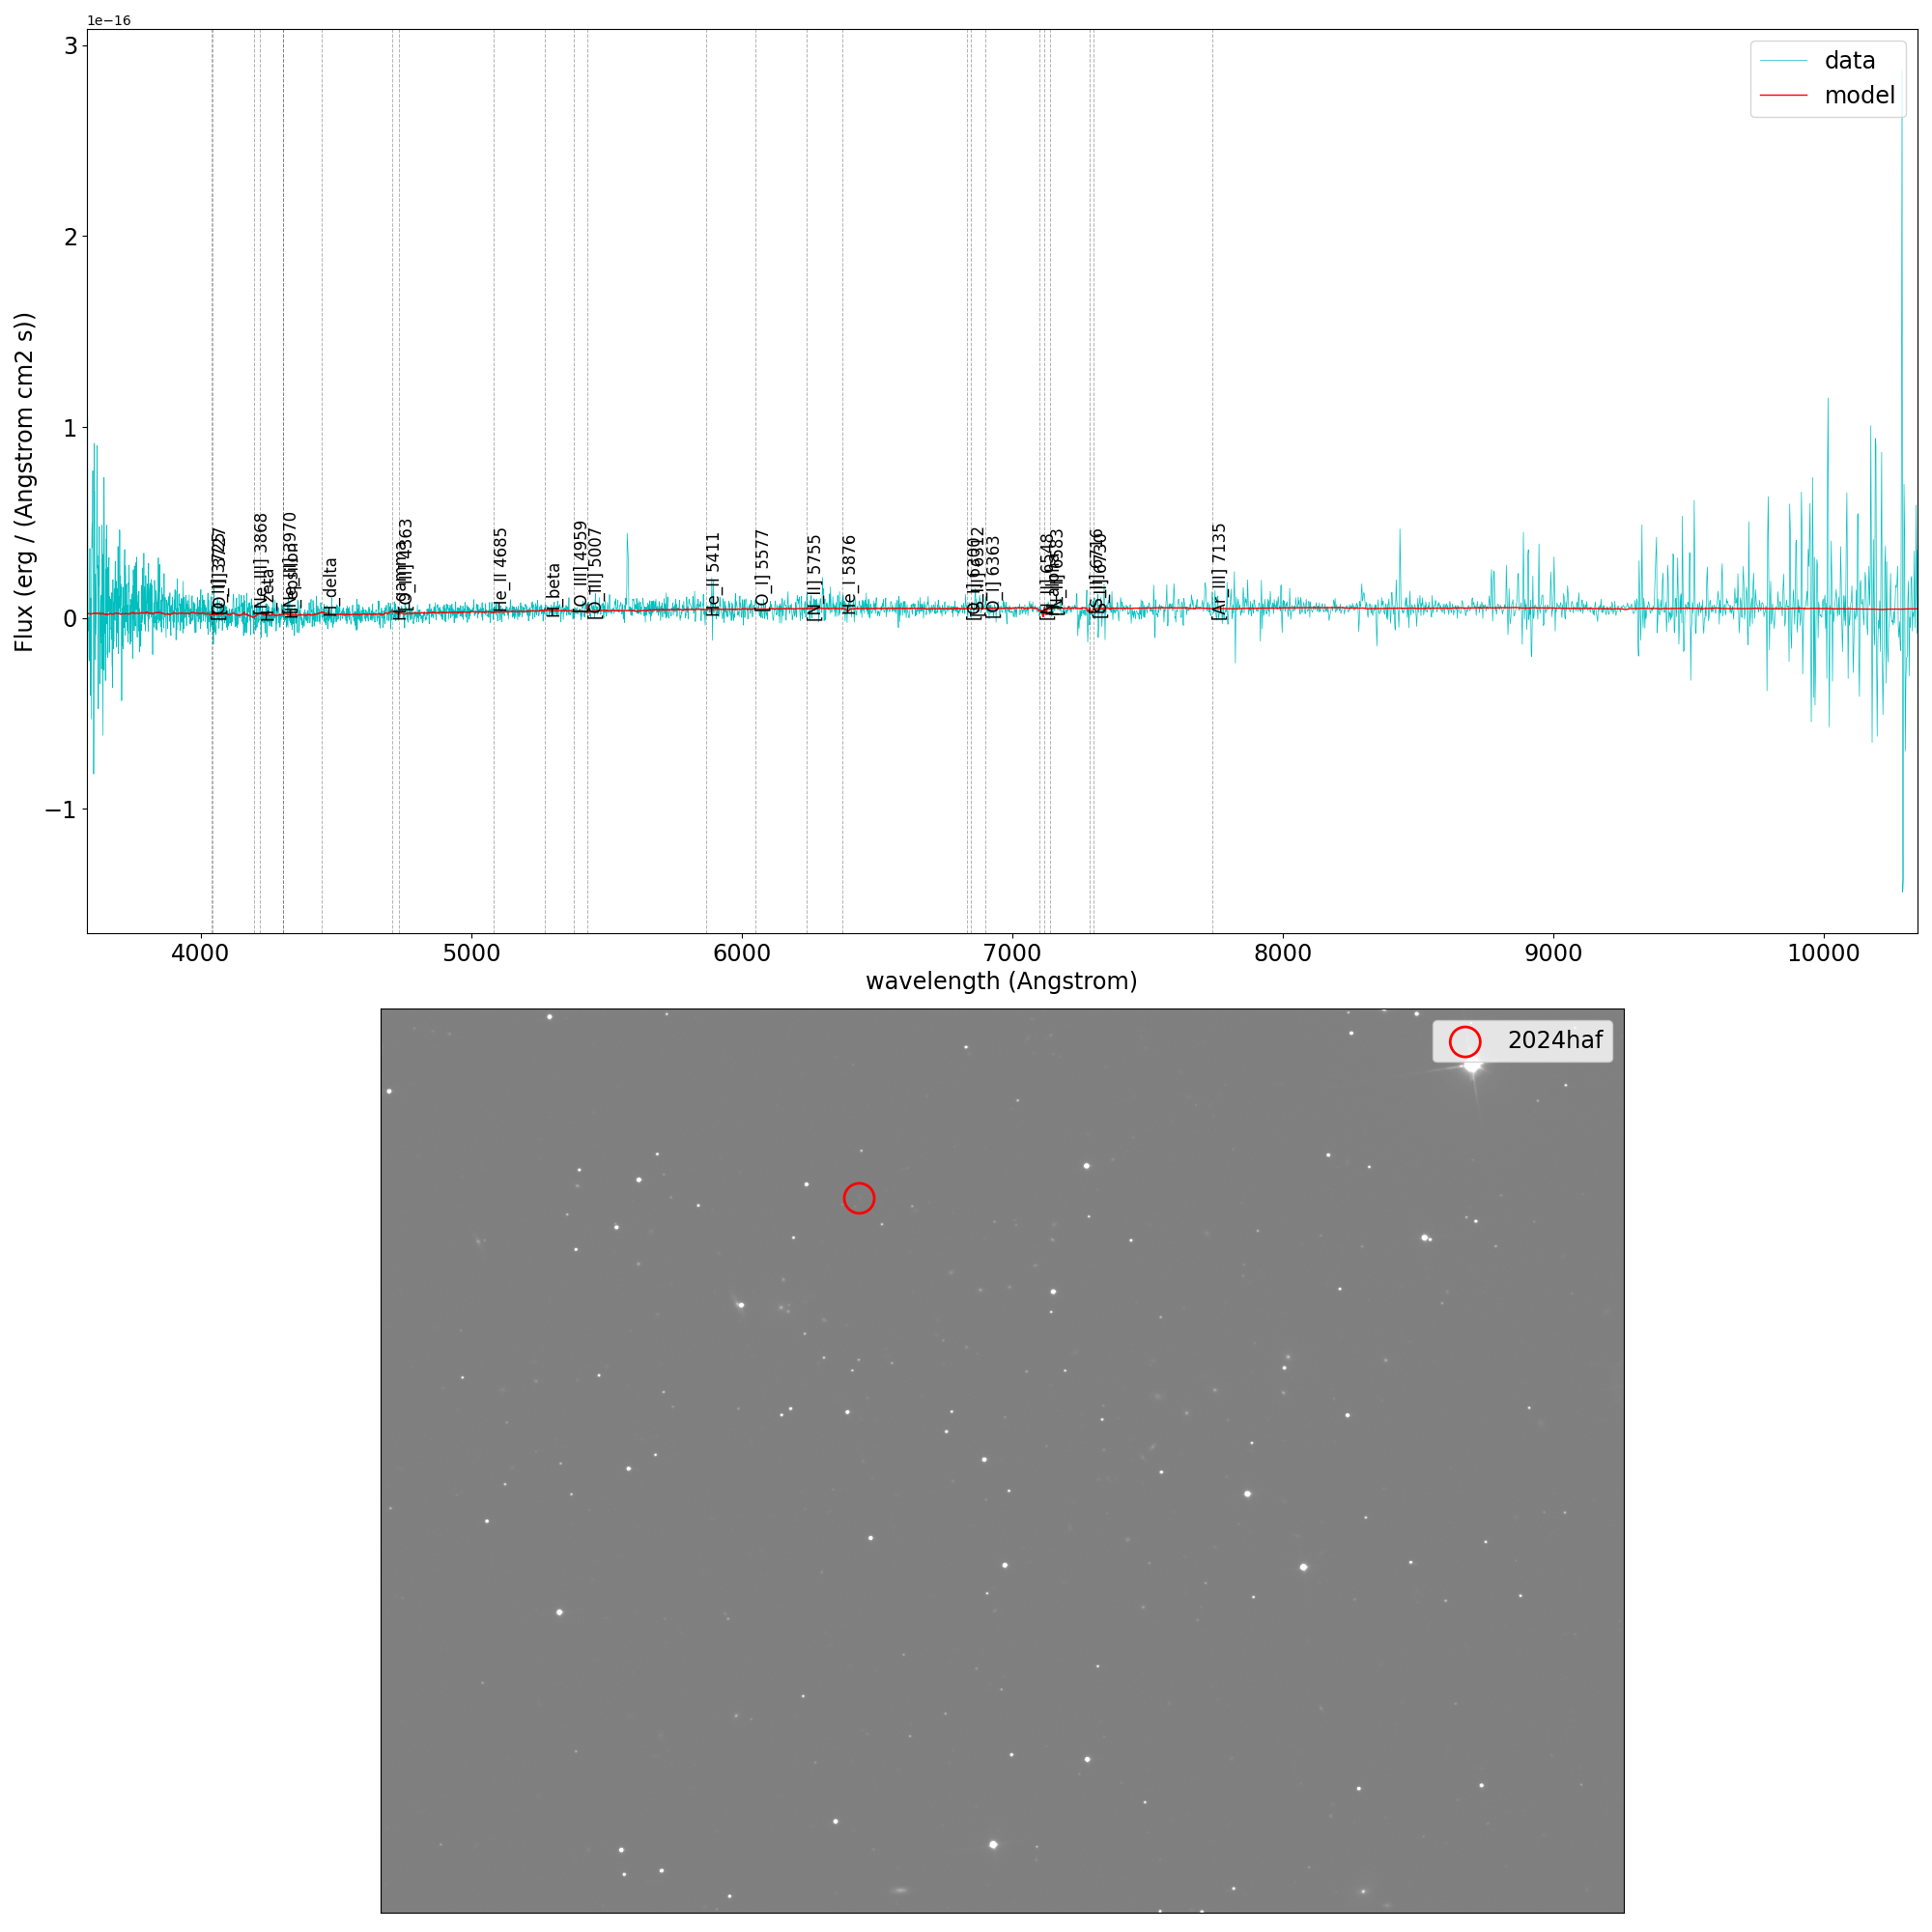 1e−16
3
2
1
0
−1
Flux (erg / (Angstrom cm2 s))
data
model
H_delta
[O_III] 4363
He_II 4685
H_beta
[O_III] 4959
[O_III] 5007
He_II 5411
[O_I] 5577
[N_II] 5755
He_I 5876
[O_I] 6363
[Ar_III] 7135
4000
5000
6000
7000
8000
9000
10000
wavelength (Angstrom)
2024haf